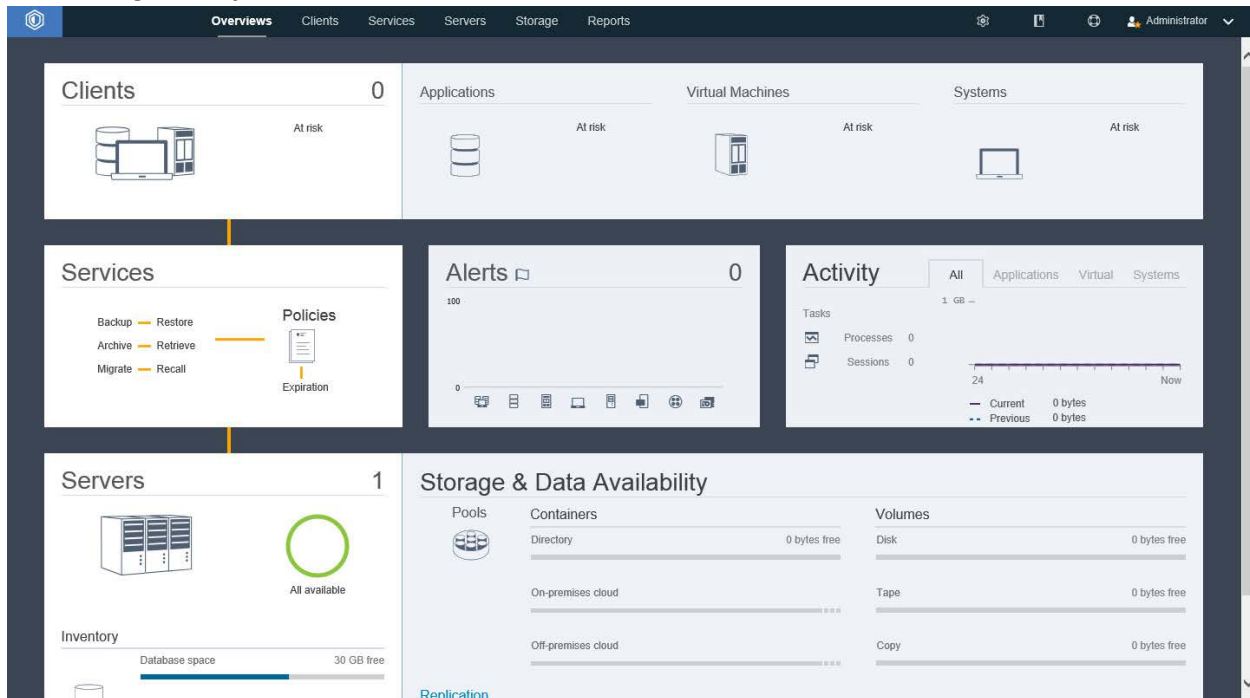 Overviews Clients Services Servers Storage Reports Administrator
Clients 0
At risk
Applications
At risk
Virtual Machines
At risk
Systems
At risk
Services
Backup Restore
Archive Retrieve
Migrate Recall
Policies
Expiration
Alerts 0
100
0
Activity
All Applications Virtual Systems
1 GB
Tasks
Processes 0
Sessions 0
24 Now
Current 0 bytes
Previous 0 bytes
Servers 1
All available
Inventory
Database space 30 GB free
Storage & Data Availability
Pools
Containers
Directory 0 bytes free
On-premises cloud
Off-premises cloud
Volumes
Disk 0 bytes free
Tape 0 bytes free
Copy 0 bytes free
Replication